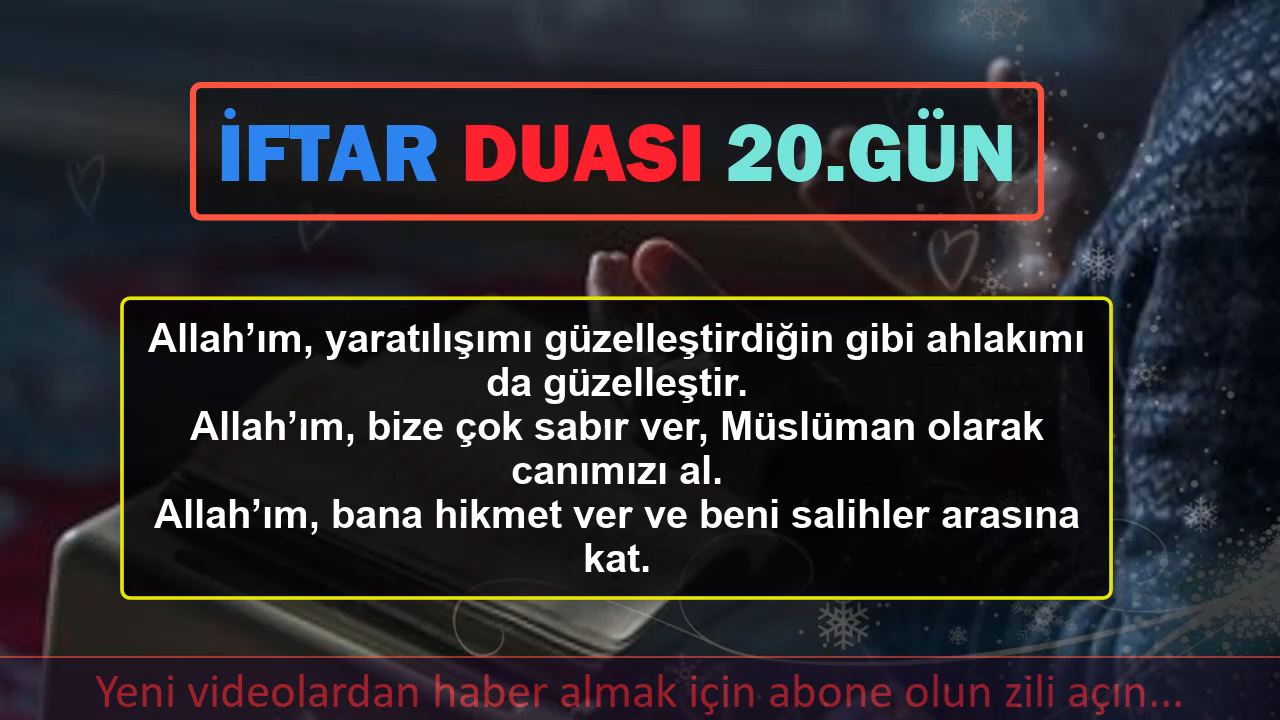 İFTAR DUASI 20.GÜN
Allah’ım, yaratılışımı güzelleştirdiğin gibi ahlakımı
da güzelleştir.
Allah’ım, bize çok sabır ver, Müslüman olarak
canımızı al.
Allah’ım, bana hikmet ver ve beni salihler arasına
kat.
Yeni videolardan haber almak için abone olun zili açın...